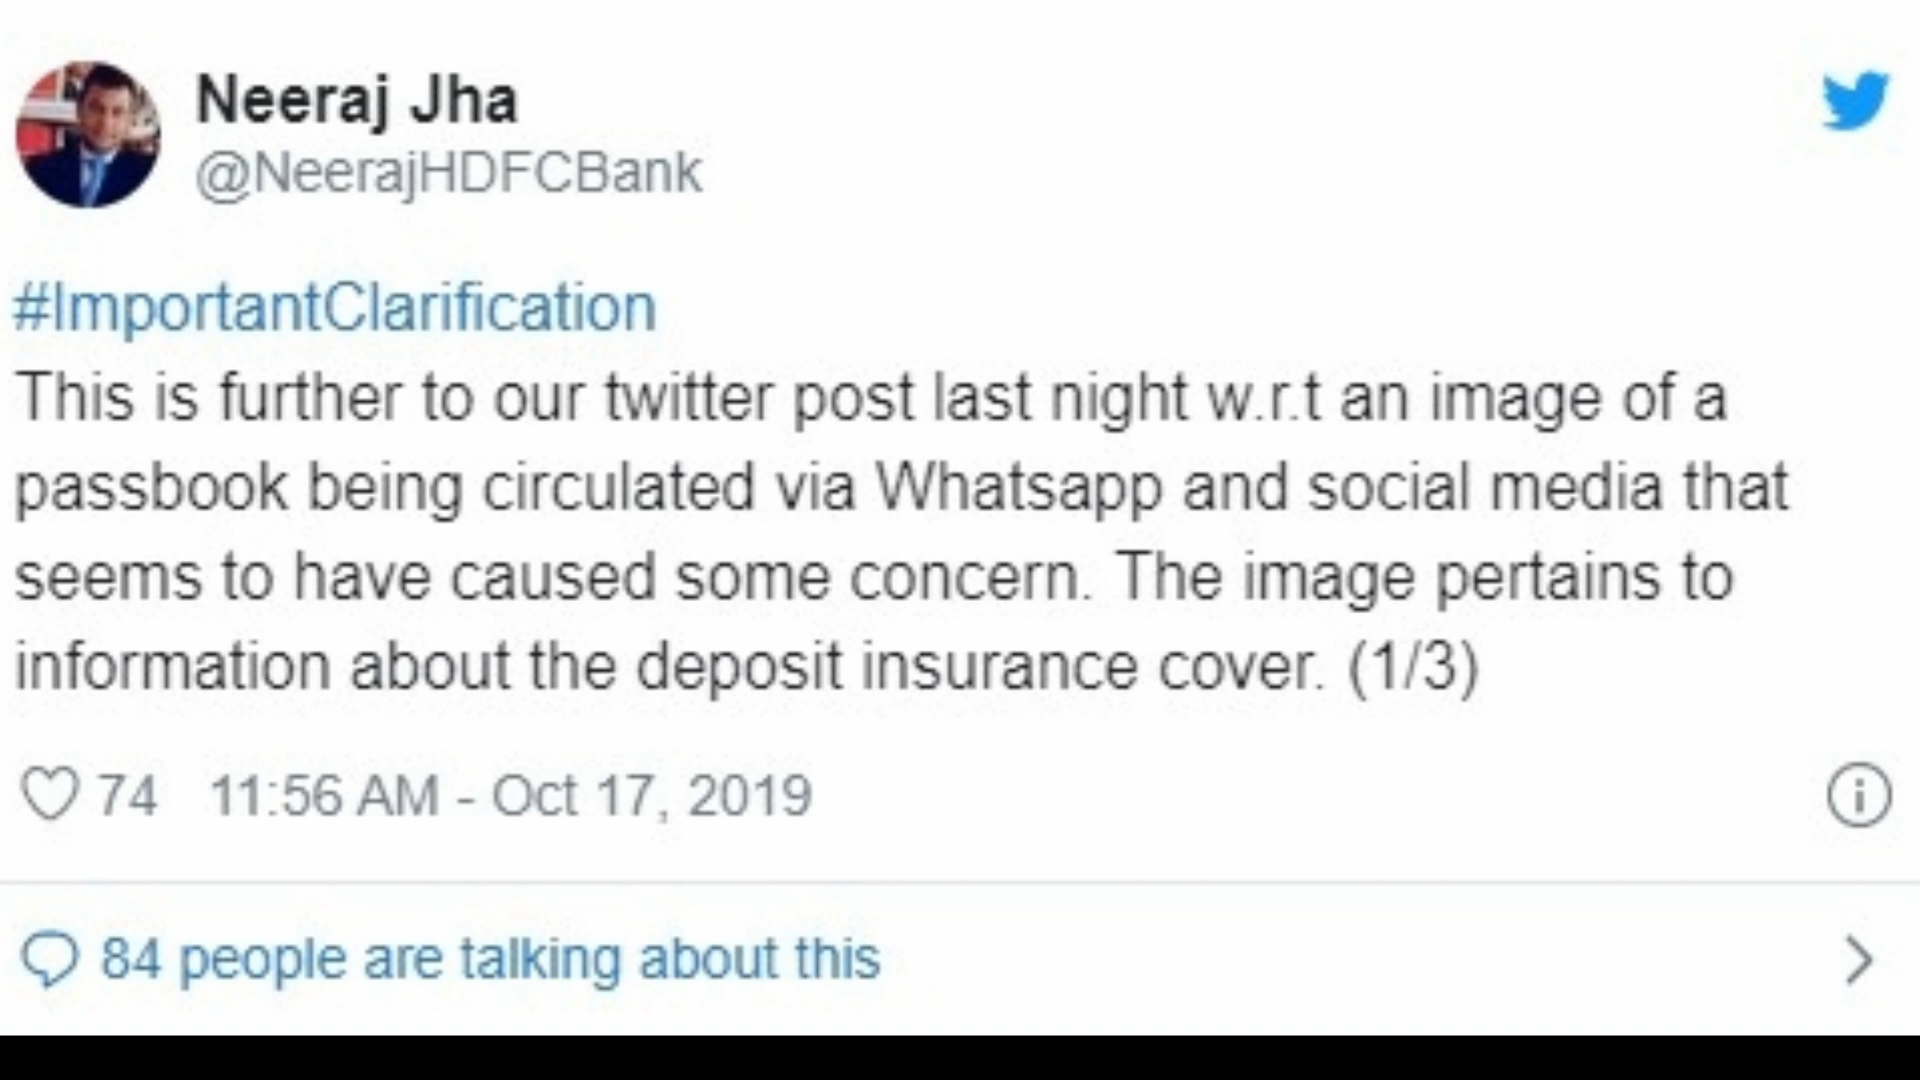 Neeraj Jha
@NeerajHDFCBank
#ImportantClarification
This is further to our twitter post last night w.r.t an image of a
passbook being circulated via Whatsapp and social media that
seems to have caused some concern. The image pertains to
information about the deposit insurance cover. (1/3)
74 11:56 AM - Oct 17, 2019
84 people are talking about this